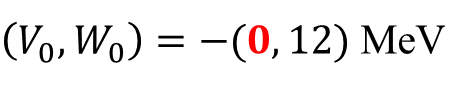 (V₀, W₀) = −(0, 12) MeV